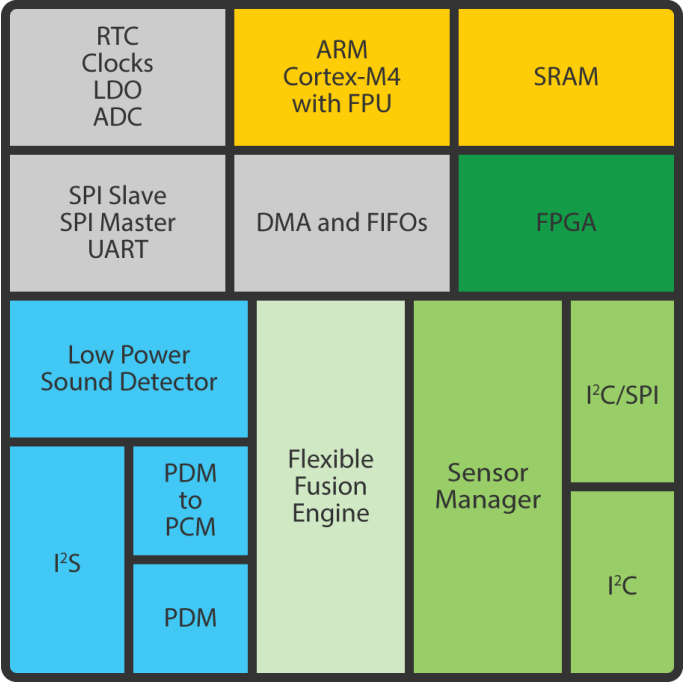 RTC
Clocks
LDO
ADC
ARM
Cortex-M4
with FPU
SRAM
SPI Slave
SPI Master
UART
DMA and FIFOs
FPGA
Low Power
Sound Detector
I²S
PDM
to
PCM
PDM
Flexible
Fusion
Engine
Sensor
Manager
I²C/SPI
I²C